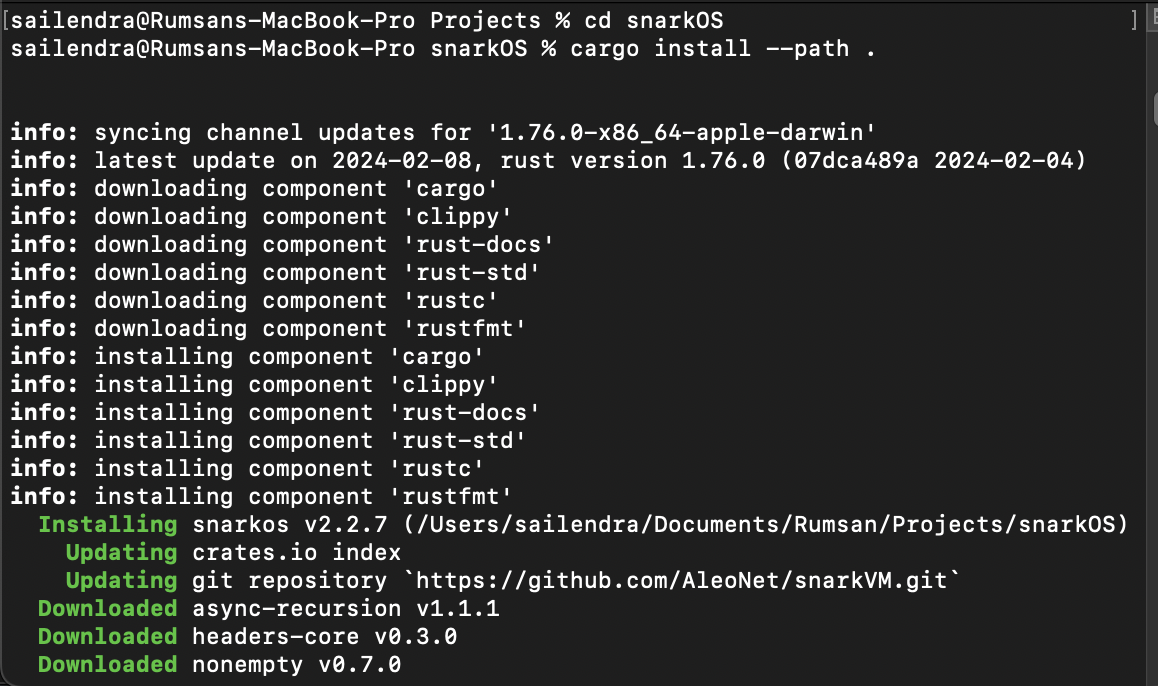 [sailendra@Rumsans-MacBook-Pro Projects % cd snarkOS ]
sailendra@Rumsans-MacBook-Pro snarkOS % cargo install --path .
info: syncing channel updates for '1.76.0-x86_64-apple-darwin'
info: latest update on 2024-02-08, rust version 1.76.0 (07dca489a 2024-02-04)
info: downloading component 'cargo'
info: downloading component 'clippy'
info: downloading component 'rust-docs'
info: downloading component 'rust-std'
info: downloading component 'rustc'
info: downloading component 'rustfmt'
info: installing component 'cargo'
info: installing component 'clippy'
info: installing component 'rust-docs'
info: installing component 'rust-std'
info: installing component 'rustc'
info: installing component 'rustfmt'
Installing snarkos v2.2.7 (/Users/sailendra/Documents/Rumsan/Projects/snarkOS)
Updating crates.io index
Updating git repository `https://github.com/AleoNet/snarkVM.git`
Downloaded async-recursion v1.1.1
Downloaded headers-core v0.3.0
Downloaded nonempty v0.7.0